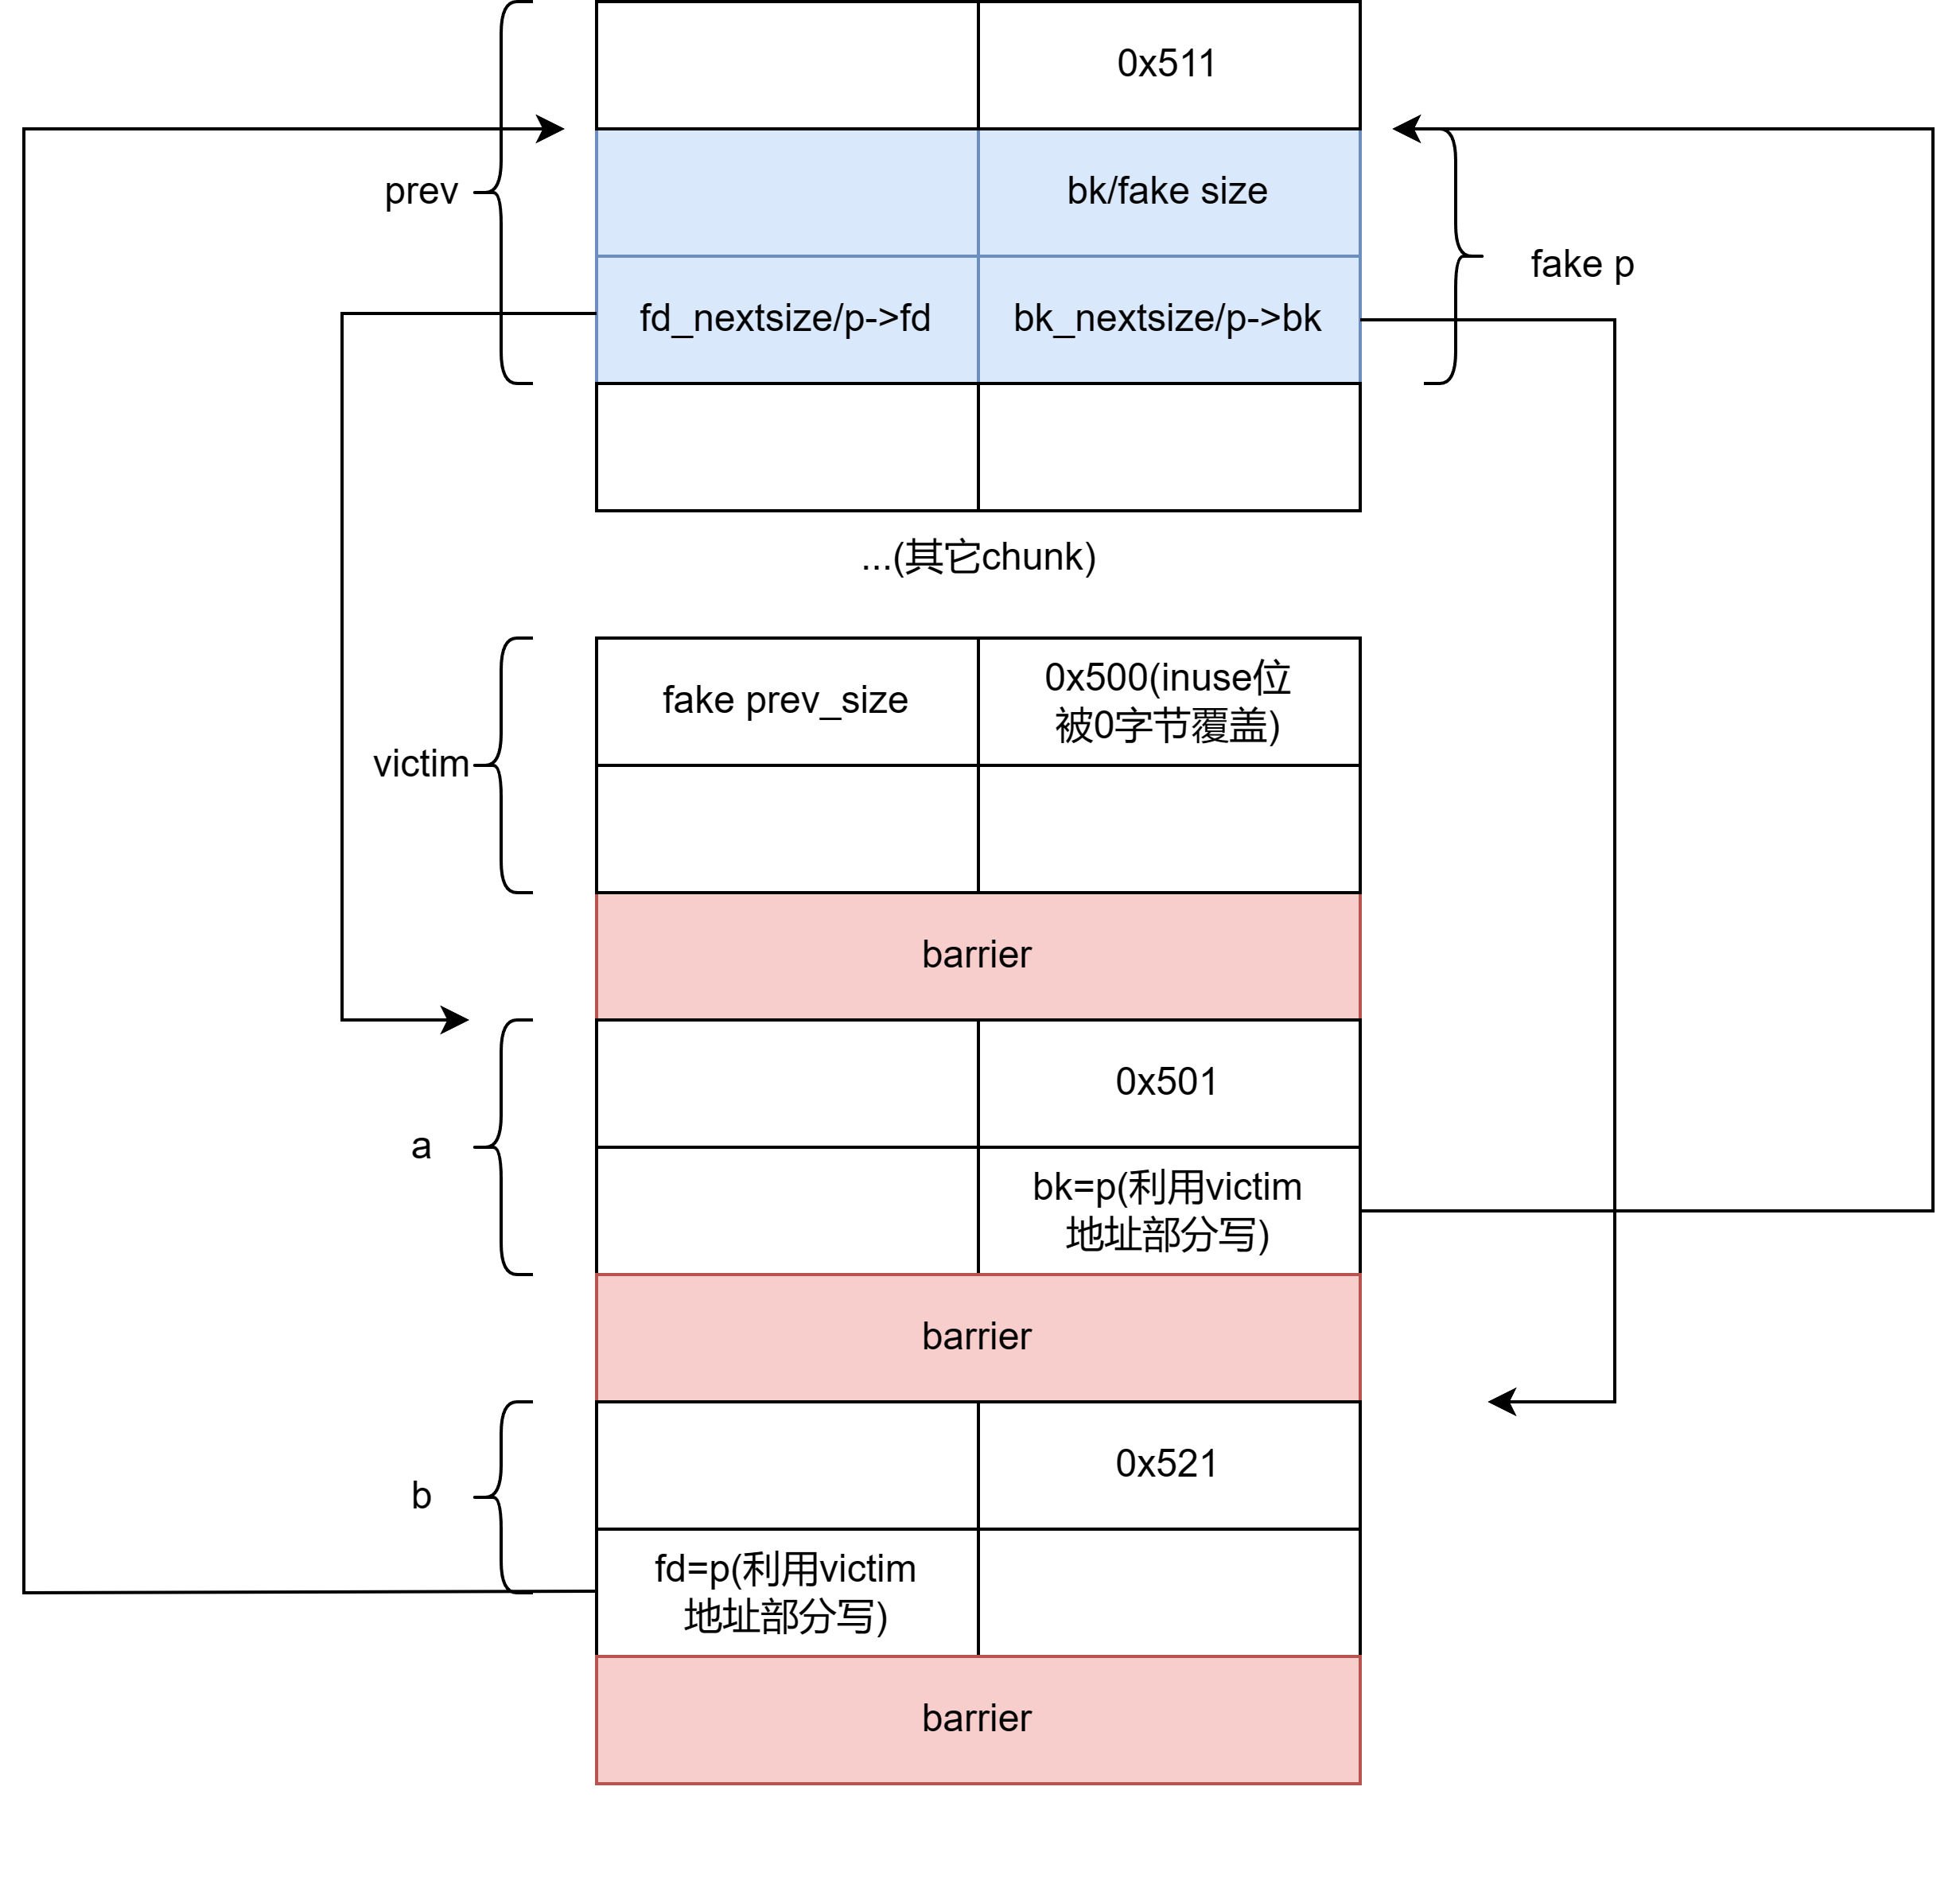 0x511
prev
bk/fake size
fake p
fd_nextsize/p->fd
bk_nextsize/p->bk
...(其它chunk)
fake prev_size
0x500(inuse位
被0字节覆盖)
victim
barrier
0x501
a
bk=p(利用victim
地址部分写)
barrier
0x521
b
fd=p(利用victim
地址部分写)
barrier